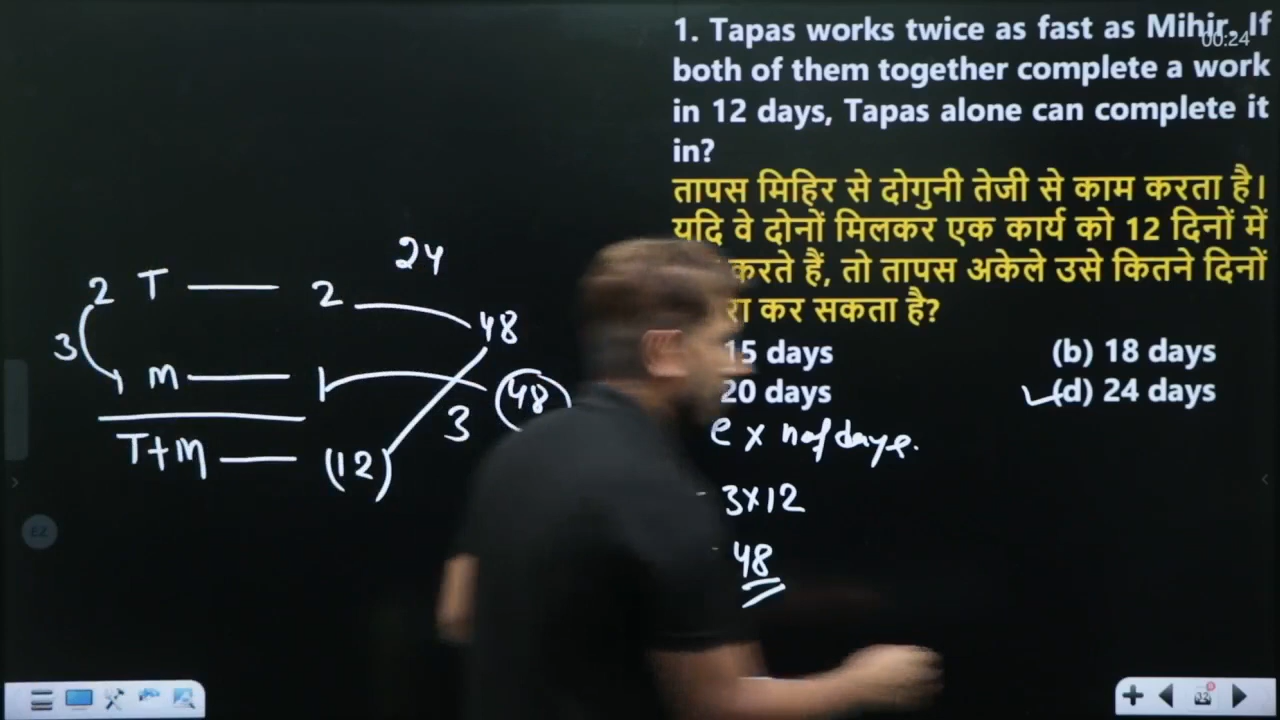 1. Tapas works twice as fast as Mihir. If
00:24
both of them together complete a work
in 12 days, Tapas alone can complete it
in?
तापस मिहिर से दोगुनी तेजी से काम करता है।
यदि वे दोनों मिलकर एक कार्य को 12 दिनों में
करते हैं, तो तापस अकेले उसे कितने दिनों
कर सकता है?
15 days (b) 18 days
20 days (d) 24 days
24
2 T — 2
48
3
M — 1
48
3
T+M — (12)
e x n of days.
3x12
48
EZ